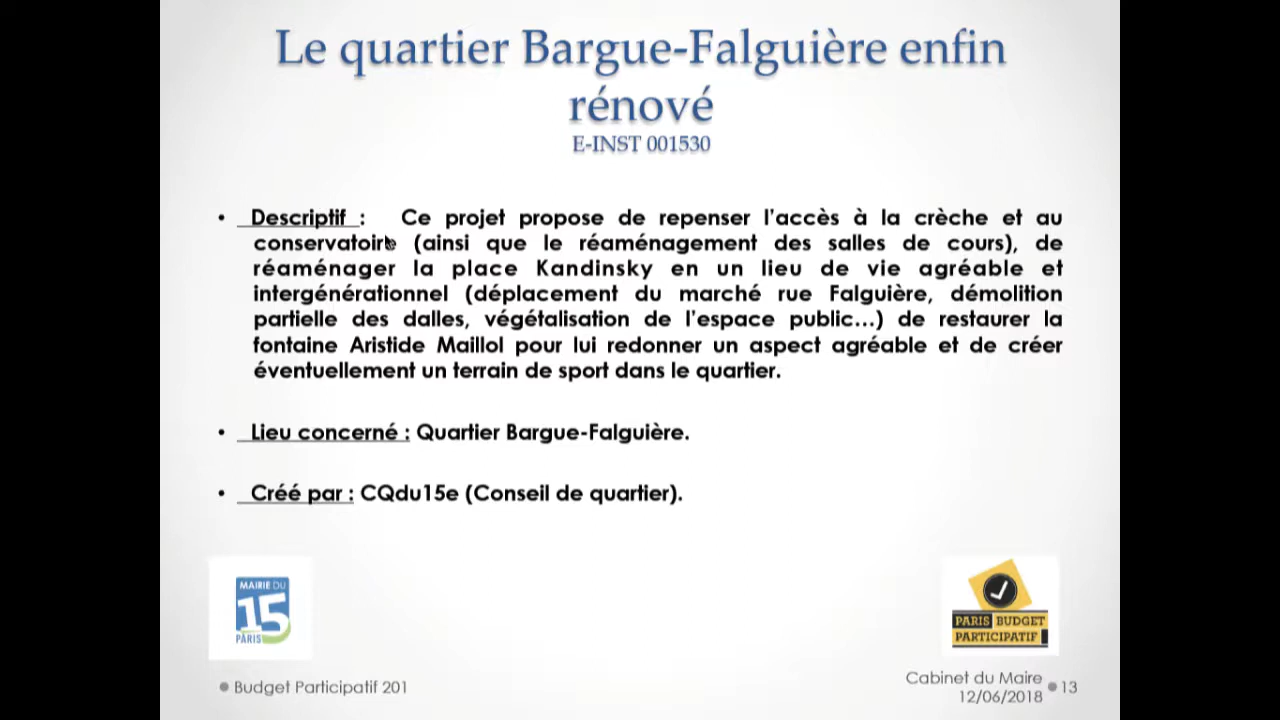 Le quartier Bargue-Falguière enfin
rénové
E-INST 001530
• Descriptif : Ce projet propose de repenser l'accès à la crèche et au
conservatoire (ainsi que le réaménagement des salles de cours), de
réaménager la place Kandinsky en un lieu de vie agréable et
intergénérationnel (déplacement du marché rue Falguière, démolition
partielle des dalles, végétalisation de l'espace public...) de restaurer la
fontaine Aristide Maillol pour lui redonner un aspect agréable et de créer
éventuellement un terrain de sport dans le quartier.
• Lieu concerné : Quartier Bargue-Falguière.
• Créé par : CQdu15e (Conseil de quartier).
MAIRIE DU
15
PARIS
PARIS BUDGET
PARTICIPATIF
Budget Participatif 201
Cabinet du Maire
12/06/2018
13